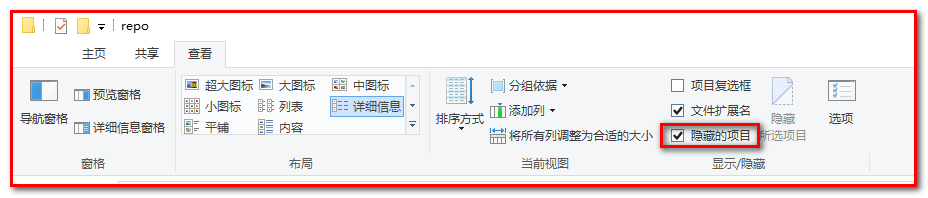 repo
主页 共享 查看
导航窗格
预览窗格
详细信息窗格
窗格
超大图标 大图标 中图标
小图标 列表 详细信息
平铺 内容
布局
排序方式
分组依据
添加列
将所有列调整为合适的大小
当前视图
项目复选框
文件扩展名
隐藏的项目
隐藏
所选项目
显示/隐藏
选项